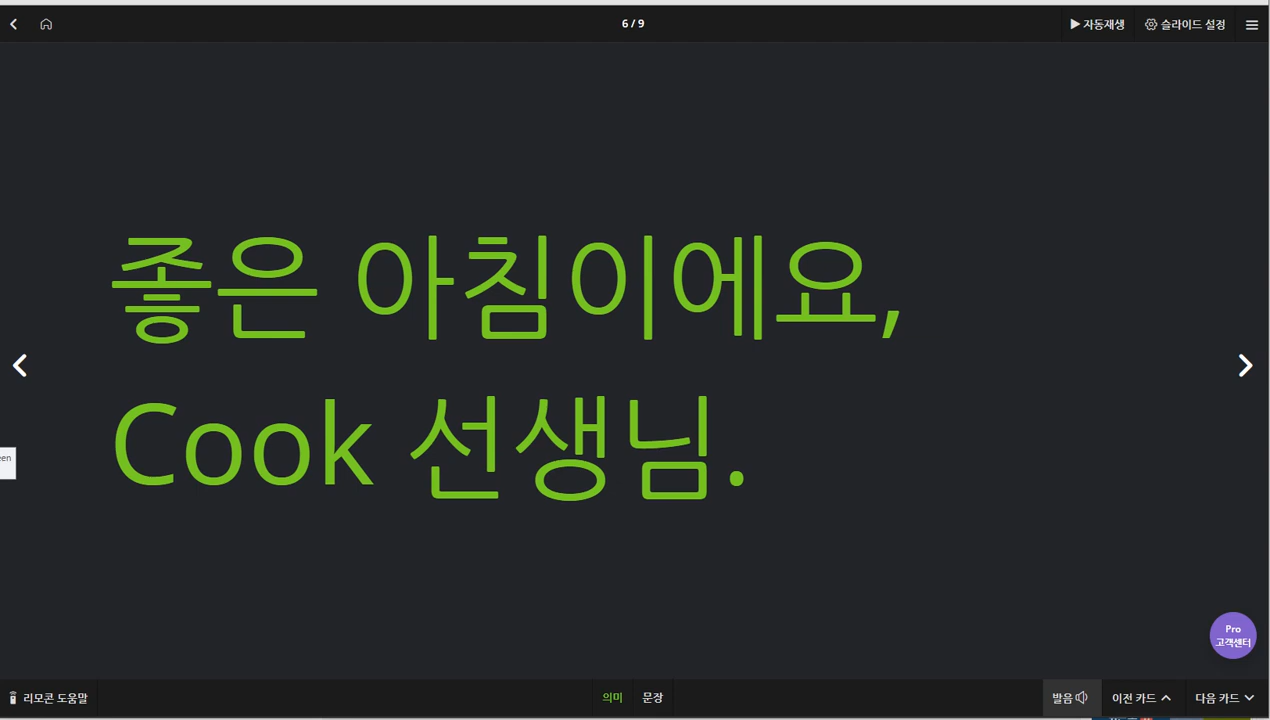 6 / 9
자동재생
슬라이드 설정
좋은 아침이에요,
Cook 선생님.
een
Pro
고객센터
리모콘 도움말
의미
문장
발음
이전 카드
다음 카드